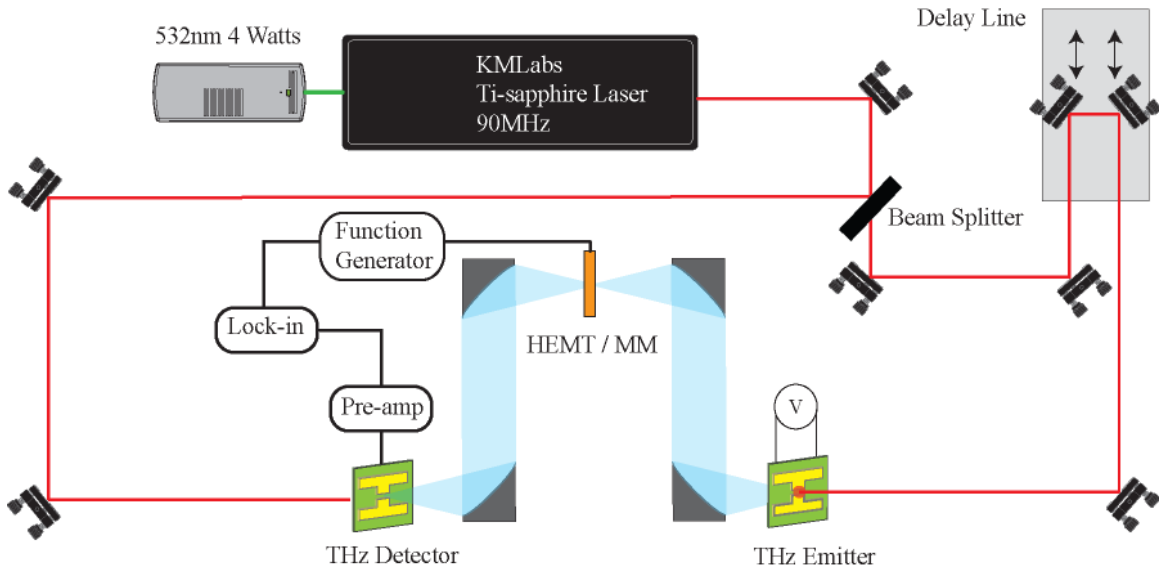 532nm 4 Watts
KMLabs
Ti-sapphire Laser
90MHz
Delay Line
Beam Splitter
Function
Generator
Lock-in
HEMT / MM
Pre-amp
V
THz Detector
THz Emitter